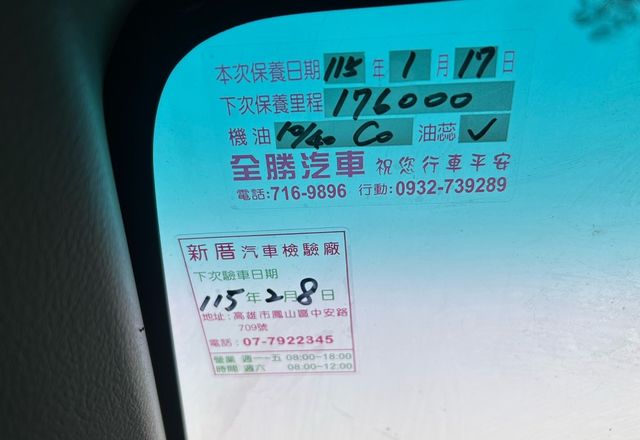 本次保養日期 115 年 1 月 17 日
下次保養里程 176000
機油 10/40 Co 油蕊 ✓
全勝汽車 祝您行車平安
電話:716-9896 行動:0932-739289
新厝汽車檢驗廠
下次驗車日期
115年2月8日
地址:高雄市鳳山區中安路
709號
電話:07-7922345
營業 週一~五 08:00~18:00
時間 週六 08:00~12:00